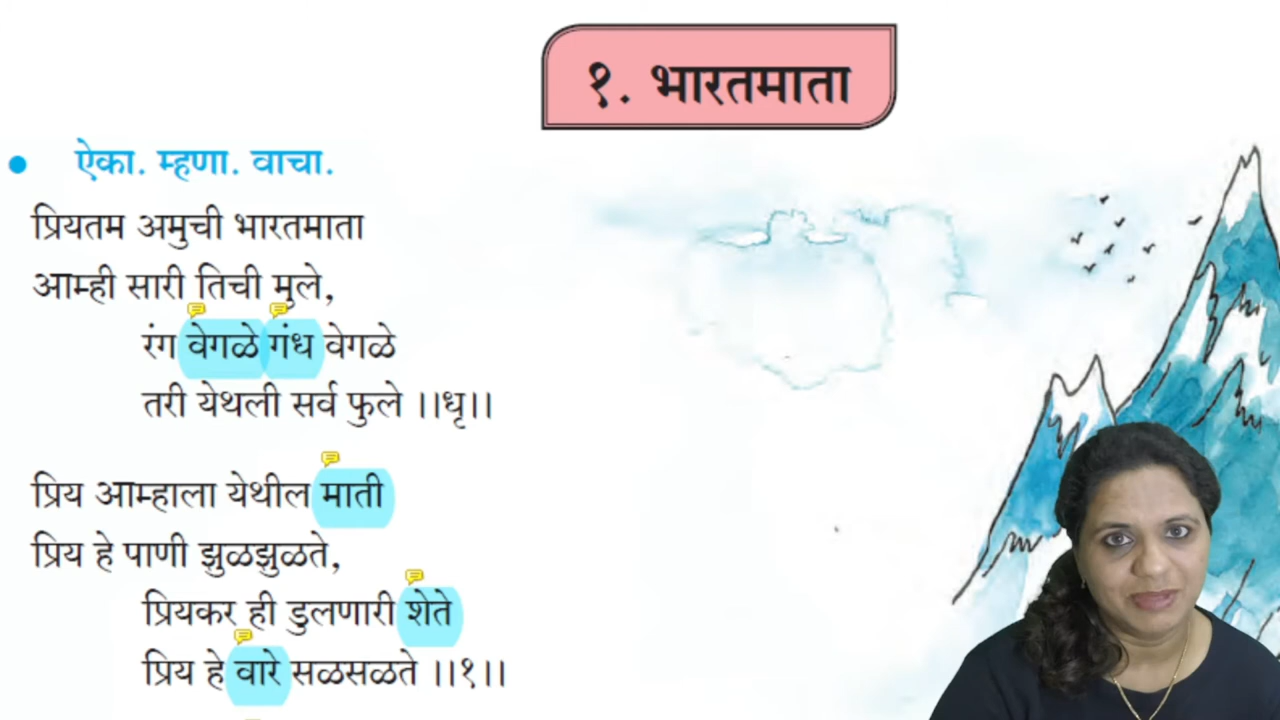 १. भारतमाता
● ऐका. म्हणा. वाचा.
प्रियतम अमुची भारतमाता
आम्ही सारी तिची मुले,
रंग वेगळे गंध वेगळे
तरी येथली सर्व फुले ।।धृ।।
प्रिय आम्हाला येथील माती
प्रिय हे पाणी झुळझुळते,
प्रियकर ही डुलणारी शेते
प्रिय हे वारे सळसळते ।।१।।